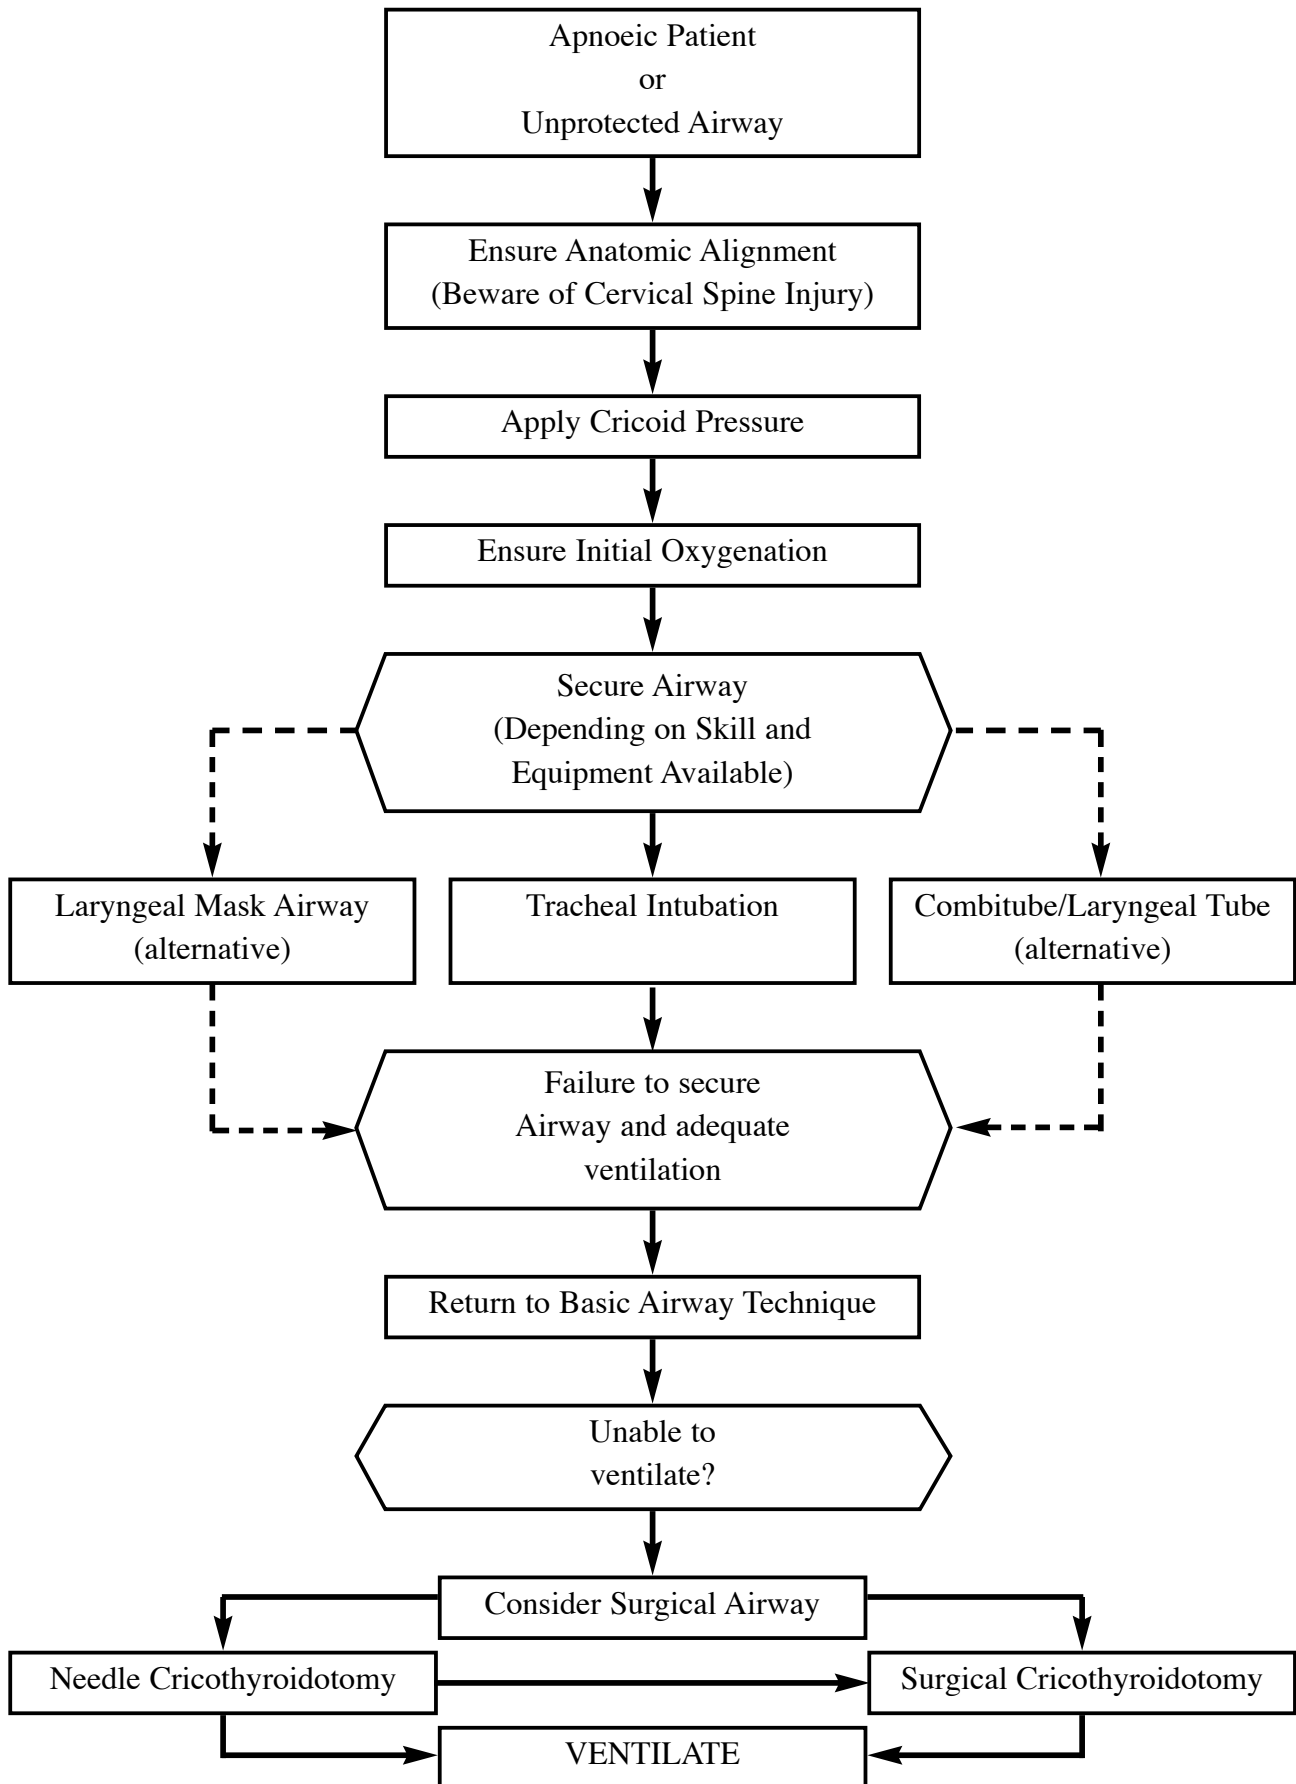 Apnoeic Patient
or
Unprotected Airway
Ensure Anatomic Alignment
(Beware of Cervical Spine Injury)
Apply Cricoid Pressure
Ensure Initial Oxygenation
Secure Airway
(Depending on Skill and
Equipment Available)
Laryngeal Mask Airway
(alternative)
Tracheal Intubation
Combitube/Laryngeal Tube
(alternative)
Failure to secure
Airway and adequate
ventilation
Return to Basic Airway Technique
Unable to
ventilate?
Consider Surgical Airway
Needle Cricothyroidotomy
Surgical Cricothyroidotomy
VENTILATE